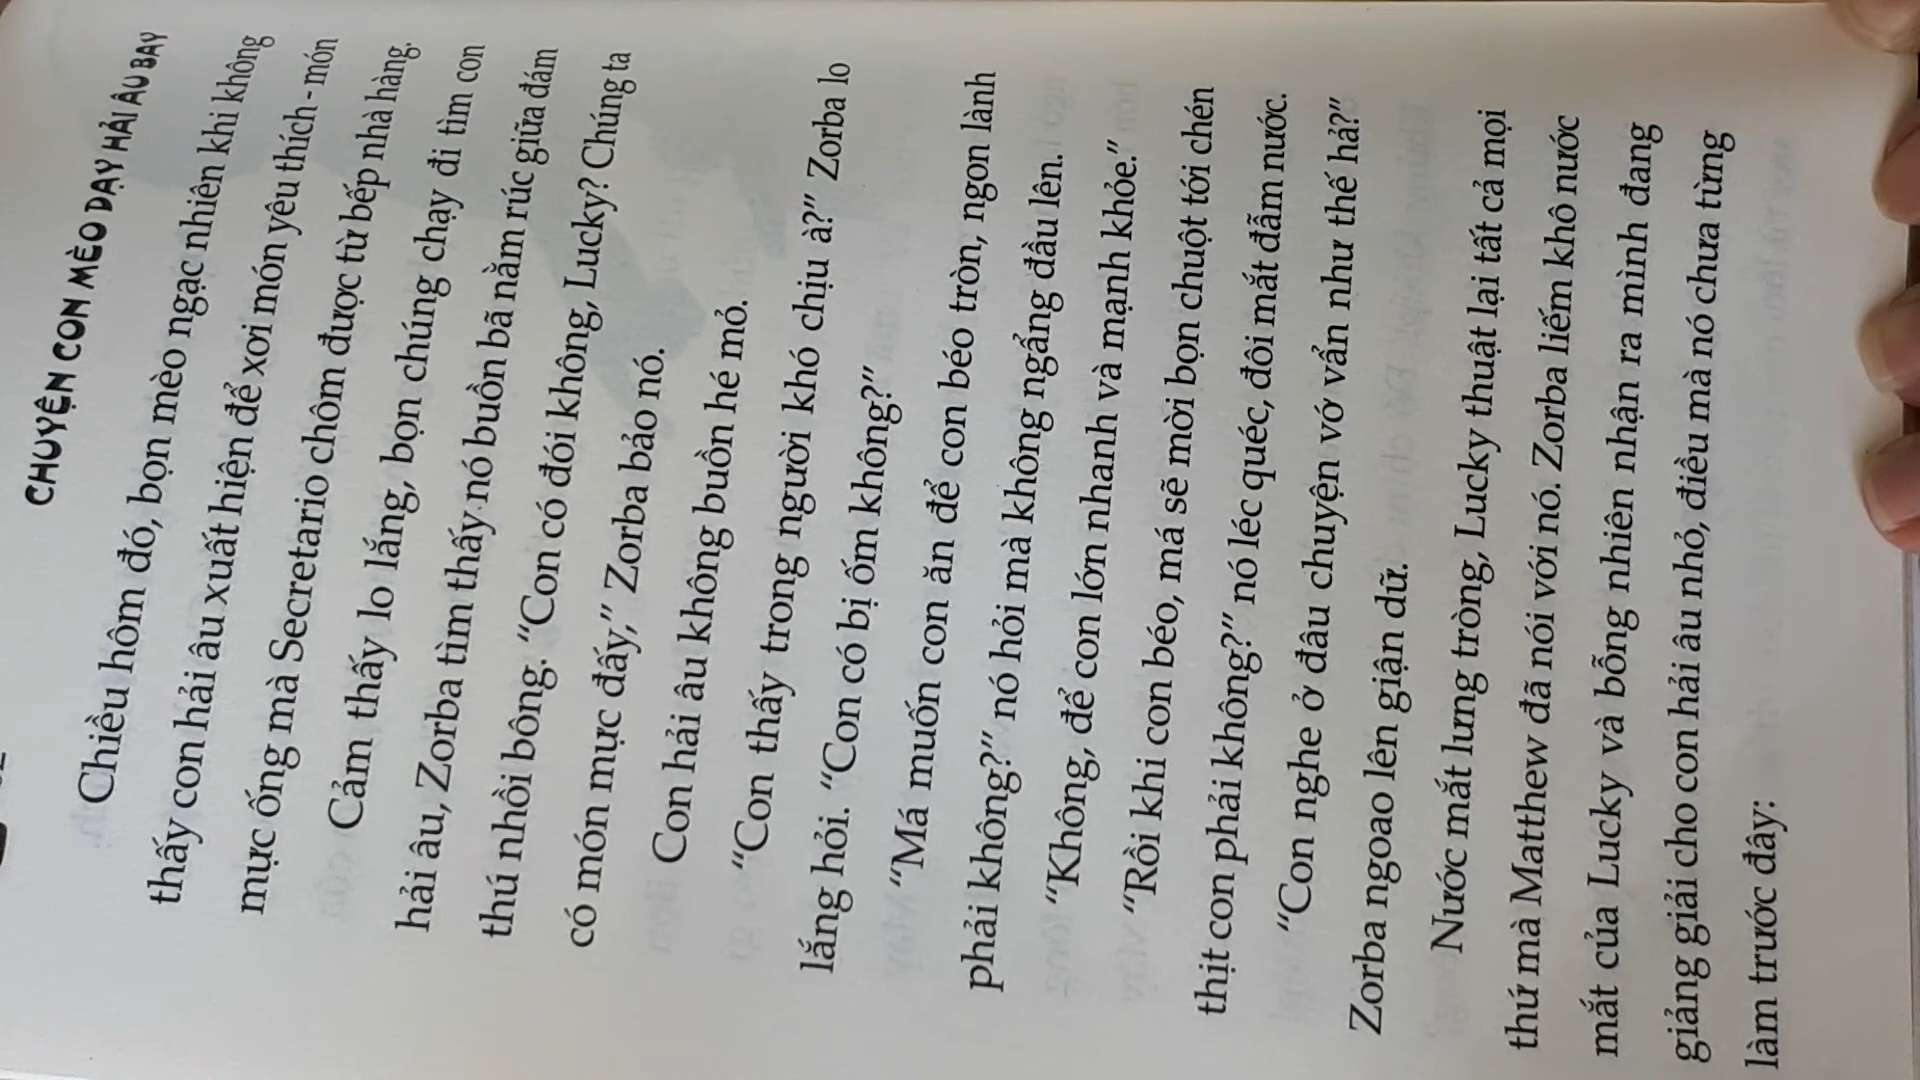 CHUYỆN CON MÈO DẠY HẢI ÂU BAY
Chiều hôm đó, bọn mèo ngạc nhiên khi không
thấy con hải âu xuất hiện để xơi món yêu thích - món
mực ống mà Secretario chôm được từ bếp nhà hàng.
Cảm thấy lo lắng, bọn chúng chạy đi tìm con
hải âu, Zorba tìm thấy nó buồn bã nằm rúc giữa đám
thú nhồi bông. “Con có đói không, Lucky? Chúng ta
có món mực đấy,” Zorba bảo nó.
Con hải âu không buồn hé mỏ.
“Con thấy trong người khó chịu à?” Zorba lo
lắng hỏi. “Con có bị ốm không?”
“Má muốn con ăn để con béo tròn, ngon lành
phải không?” nó hỏi mà không ngẩng đầu lên.
“Không, để con lớn nhanh và mạnh khỏe.”
“Rồi khi con béo, má sẽ mời bọn chuột tới chén
thịt con phải không?” nó léc quéc, đôi mắt đẫm nước.
“Con nghe ở đâu chuyện vớ vẩn như thế hả?”
Zorba ngoao lên giận dữ.
Nước mắt lưng tròng, Lucky thuật lại tất cả mọi
thứ mà Matthew đã nói với nó. Zorba liếm khô nước
mắt của Lucky và bỗng nhiên nhận ra mình đang
giảng giải cho con hải âu nhỏ, điều mà nó chưa từng
làm trước đây: